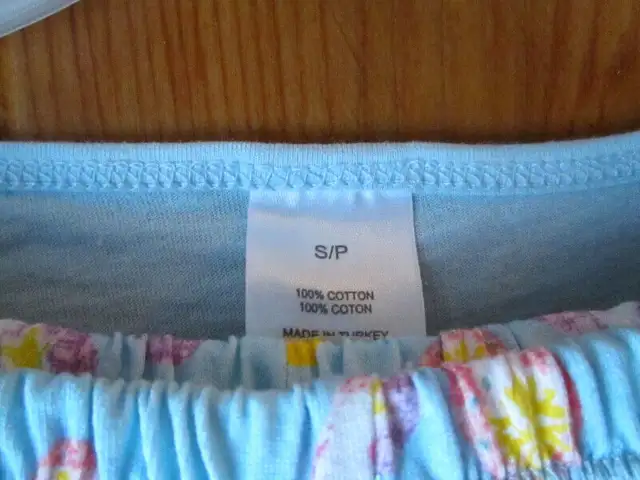 S/P
100% COTTON
100% COTON
MADE IN TURKEY